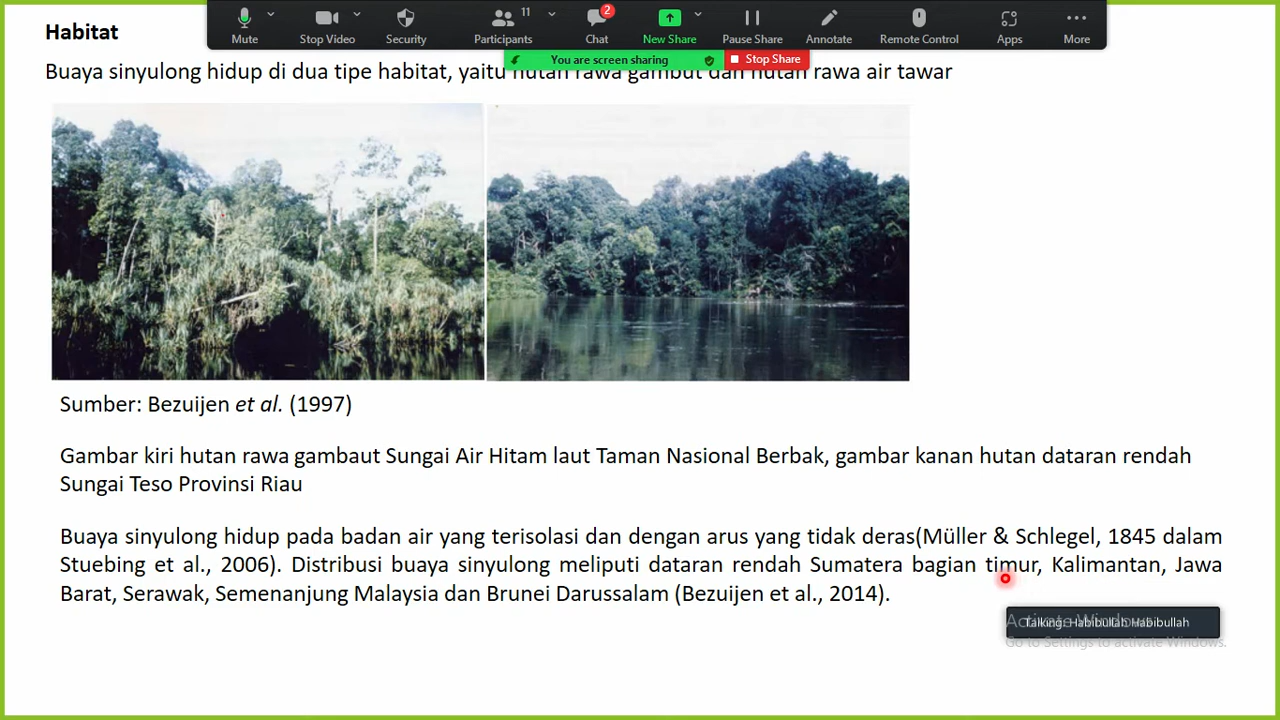 Habitat
Mute
Stop Video
Security
Participants
11
Chat
2
New Share
Pause Share
Annotate
Remote Control
Apps
More
You are screen sharing
Stop Share
Buaya sinyulong hidup di dua tipe habitat, yaitu hutan rawa gambut dan hutan rawa air tawar
Sumber: Bezuijen et al. (1997)
Gambar kiri hutan rawa gambaut Sungai Air Hitam laut Taman Nasional Berbak, gambar kanan hutan dataran rendah
Sungai Teso Provinsi Riau
Buaya sinyulong hidup pada badan air yang terisolasi dan dengan arus yang tidak deras(Müller & Schlegel, 1845 dalam
Stuebing et al., 2006). Distribusi buaya sinyulong meliputi dataran rendah Sumatera bagian timur, Kalimantan, Jawa
Barat, Serawak, Semenanjung Malaysia dan Brunei Darussalam (Bezuijen et al., 2014).
Talking: Habibullah Habibullah
Activate Windows
Go to Settings to activate Windows.